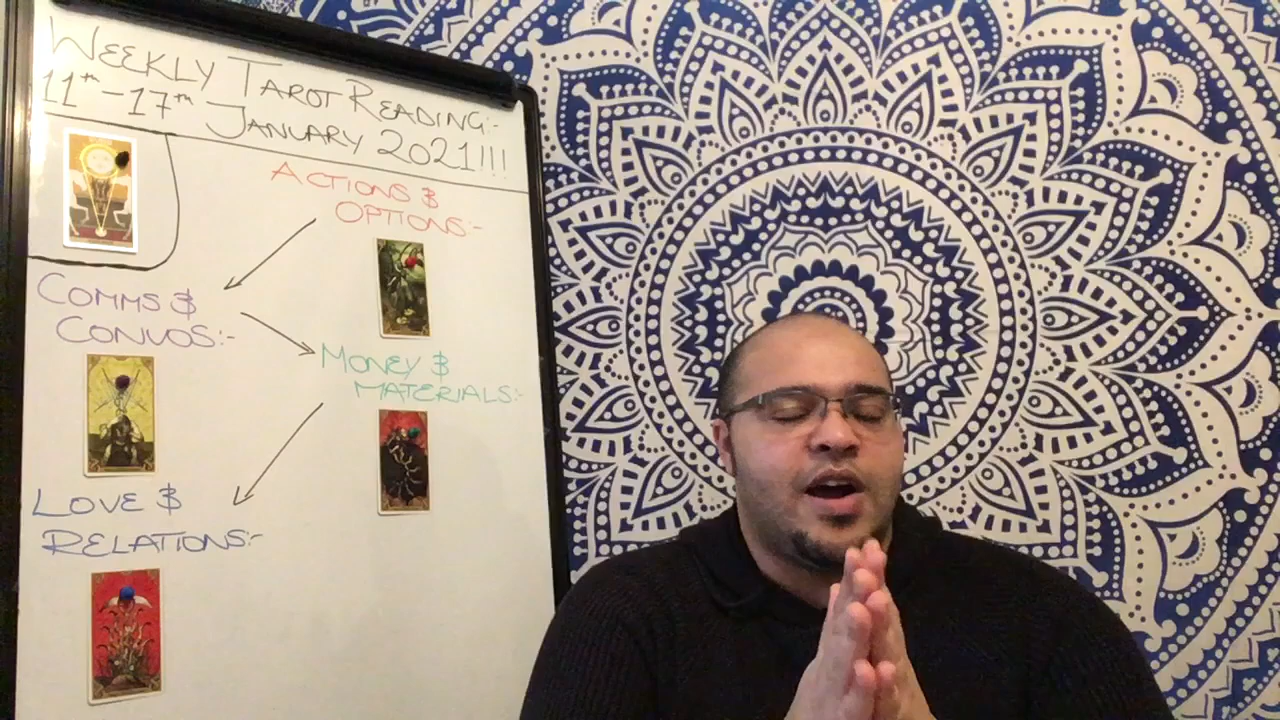 WEEKLY TAROT READING:-
11th-17th JANUARY 2021!!!
ACTIONS &
OPTIONS:-
COMMS &
CONVOS:-
MONEY &
MATERIALS:-
LOVE &
RELATIONS:-